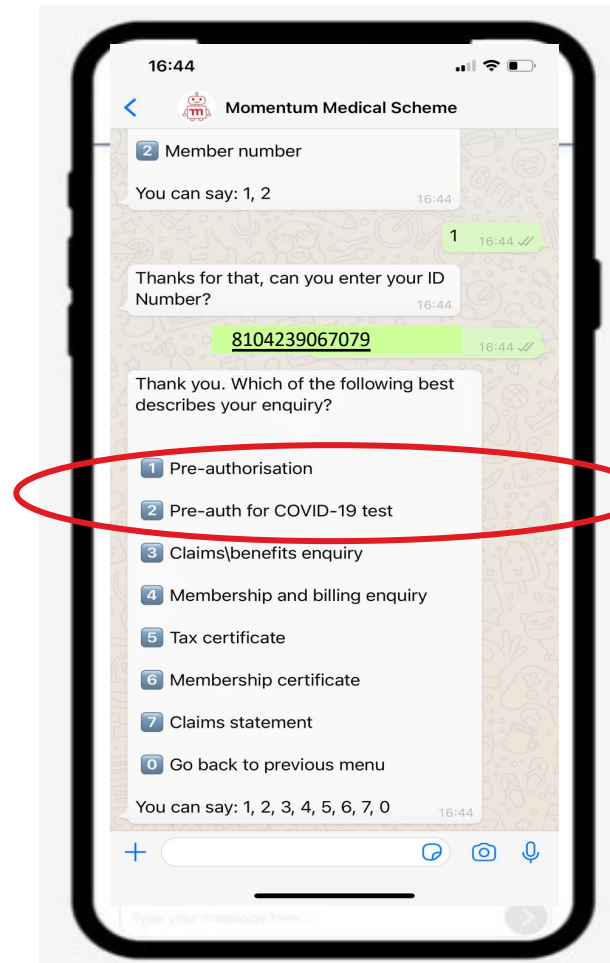 16:44
Momentum Medical Scheme
2 Member number
You can say: 1, 2
16:44
1 16:44
Thanks for that, can you enter your ID
Number?
16:44
8104239067079
16:44
Thank you. Which of the following best
describes your enquiry?
1 Pre-authorisation
2 Pre-auth for COVID-19 test
3 Claims\benefits enquiry
4 Membership and billing enquiry
5 Tax certificate
6 Membership certificate
7 Claims statement
0 Go back to previous menu
You can say: 1, 2, 3, 4, 5, 6, 7, 0
16:44
Type your message here...